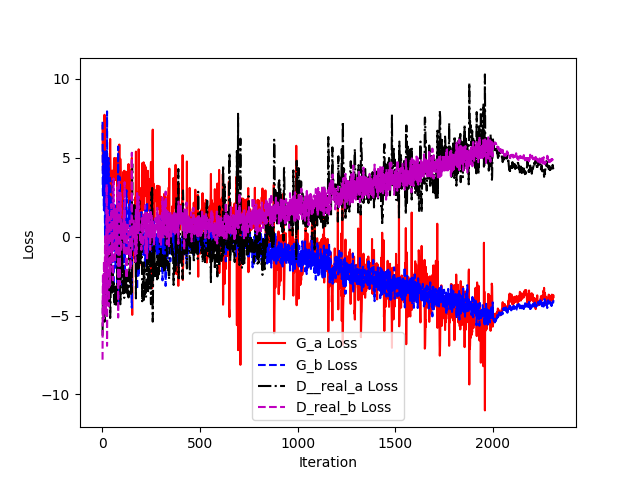 10
5
0
−5
−10
Loss
G_a Loss
G_b Loss
D__real_a Loss
D_real_b Loss
0
500
1000
1500
2000
Iteration